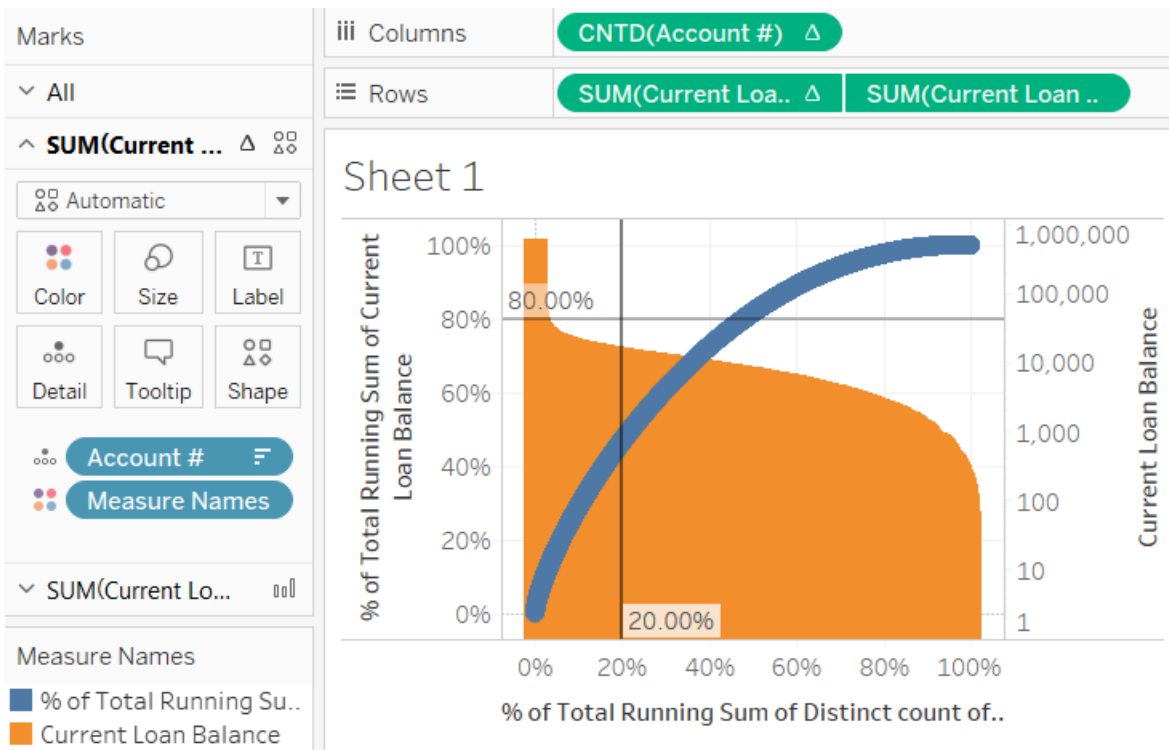 Marks
All
SUM(Current ...
Automatic
Color
Size
Label
Detail
Tooltip
Shape
Account #
Measure Names
SUM(Current Lo...
Measure Names
% of Total Running Su..
Current Loan Balance
Columns
CNTD(Account #)
Rows
SUM(Current Loa..
SUM(Current Loan ..
Sheet 1
% of Total Running Sum of Current
Loan Balance
100%
80%
60%
40%
20%
0%
80.00%
20.00%
1,000,000
100,000
10,000
1,000
100
10
1
Current Loan Balance
0%
20%
40%
60%
80%
100%
% of Total Running Sum of Distinct count of..